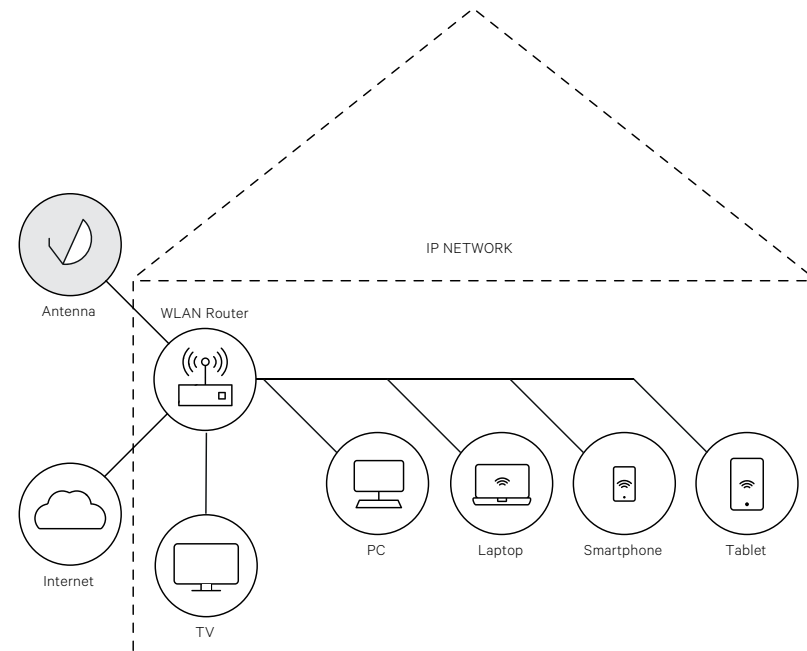 IP NETWORK
Antenna
WLAN Router
Internet
TV
PC
Laptop
Smartphone
Tablet